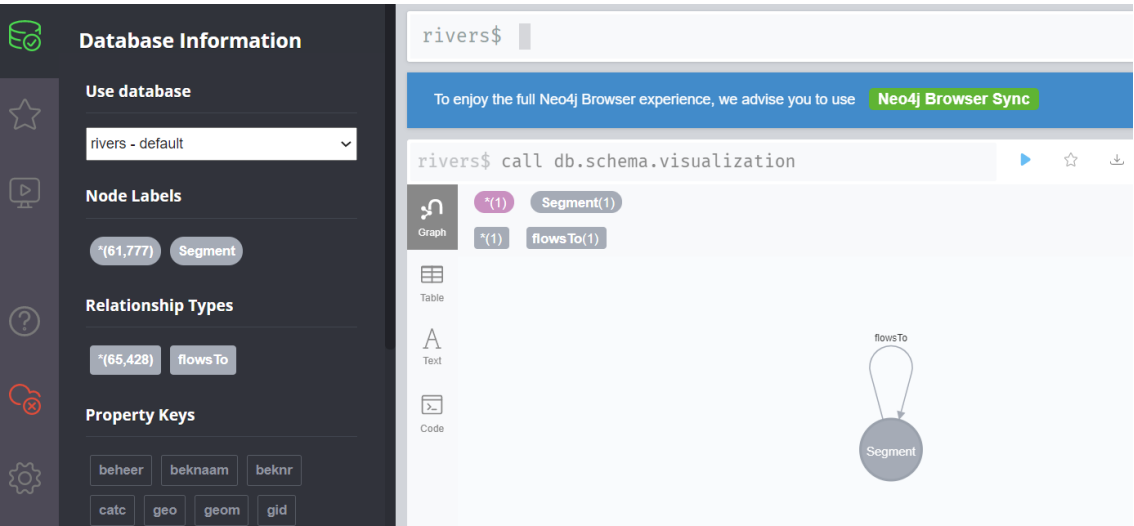 Database Information
Use database
rivers - default
Node Labels
*(61,777) Segment
Relationship Types
*(65,428) flowsTo
Property Keys
beheer beknaam beknr
catc geo geom gid
rivers$
To enjoy the full Neo4j Browser experience, we advise you to use Neo4j Browser Sync
rivers$ call db.schema.visualization
Graph
Table
Text
Code
*(1) Segment(1)
*(1) flowsTo(1)
flowsTo
Segment